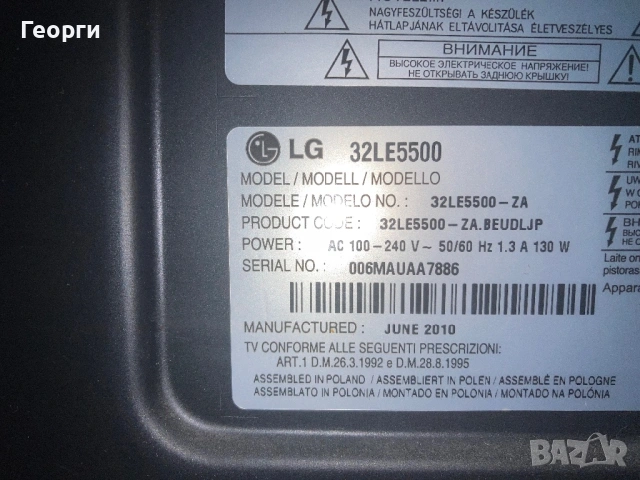 Георги
NAGYFESZÜLTSÉGI A KÉSZÜLÉK
HÁTLAPJÁNAK ELTÁVOLÍTÁSA ÉLETVESZÉLYES
ВНИМАНИЕ
ВЫСОКОЕ ЭЛЕКТРИЧЕСКОЕ НАПРЯЖЕНИЕ!
НЕ ОТКРЫВАТЬ ЗАДНЮЮ КРЫШКУ!
LG 32LE5500
MODEL / MODELL / MODELLO
MODELE / MODELO NO. : 32LE5500-ZA
PRODUCT CODE : 32LE5500-ZA.BEUDLJP
POWER : AC 100-240 V ~ 50/60 Hz 1.3 A 130 W
SERIAL NO. : 006MAUAA7886
MANUFACTURED : JUNE 2010
TV CONFORME ALLE SEGUENTI PRESCRIZIONI:
ART.1 D.M.26.3.1992 e D.M.28.8.1995
ASSEMBLED IN POLAND / ASSEMBLIERT IN POLEN / ASSEMBLÉ EN POLOGNE
ASSEMBLATO IN POLONIA / MONTADO EN POLONIA / MONTADO NA POLÓNIA
Laite on
pistoras
Appara
BAZAR